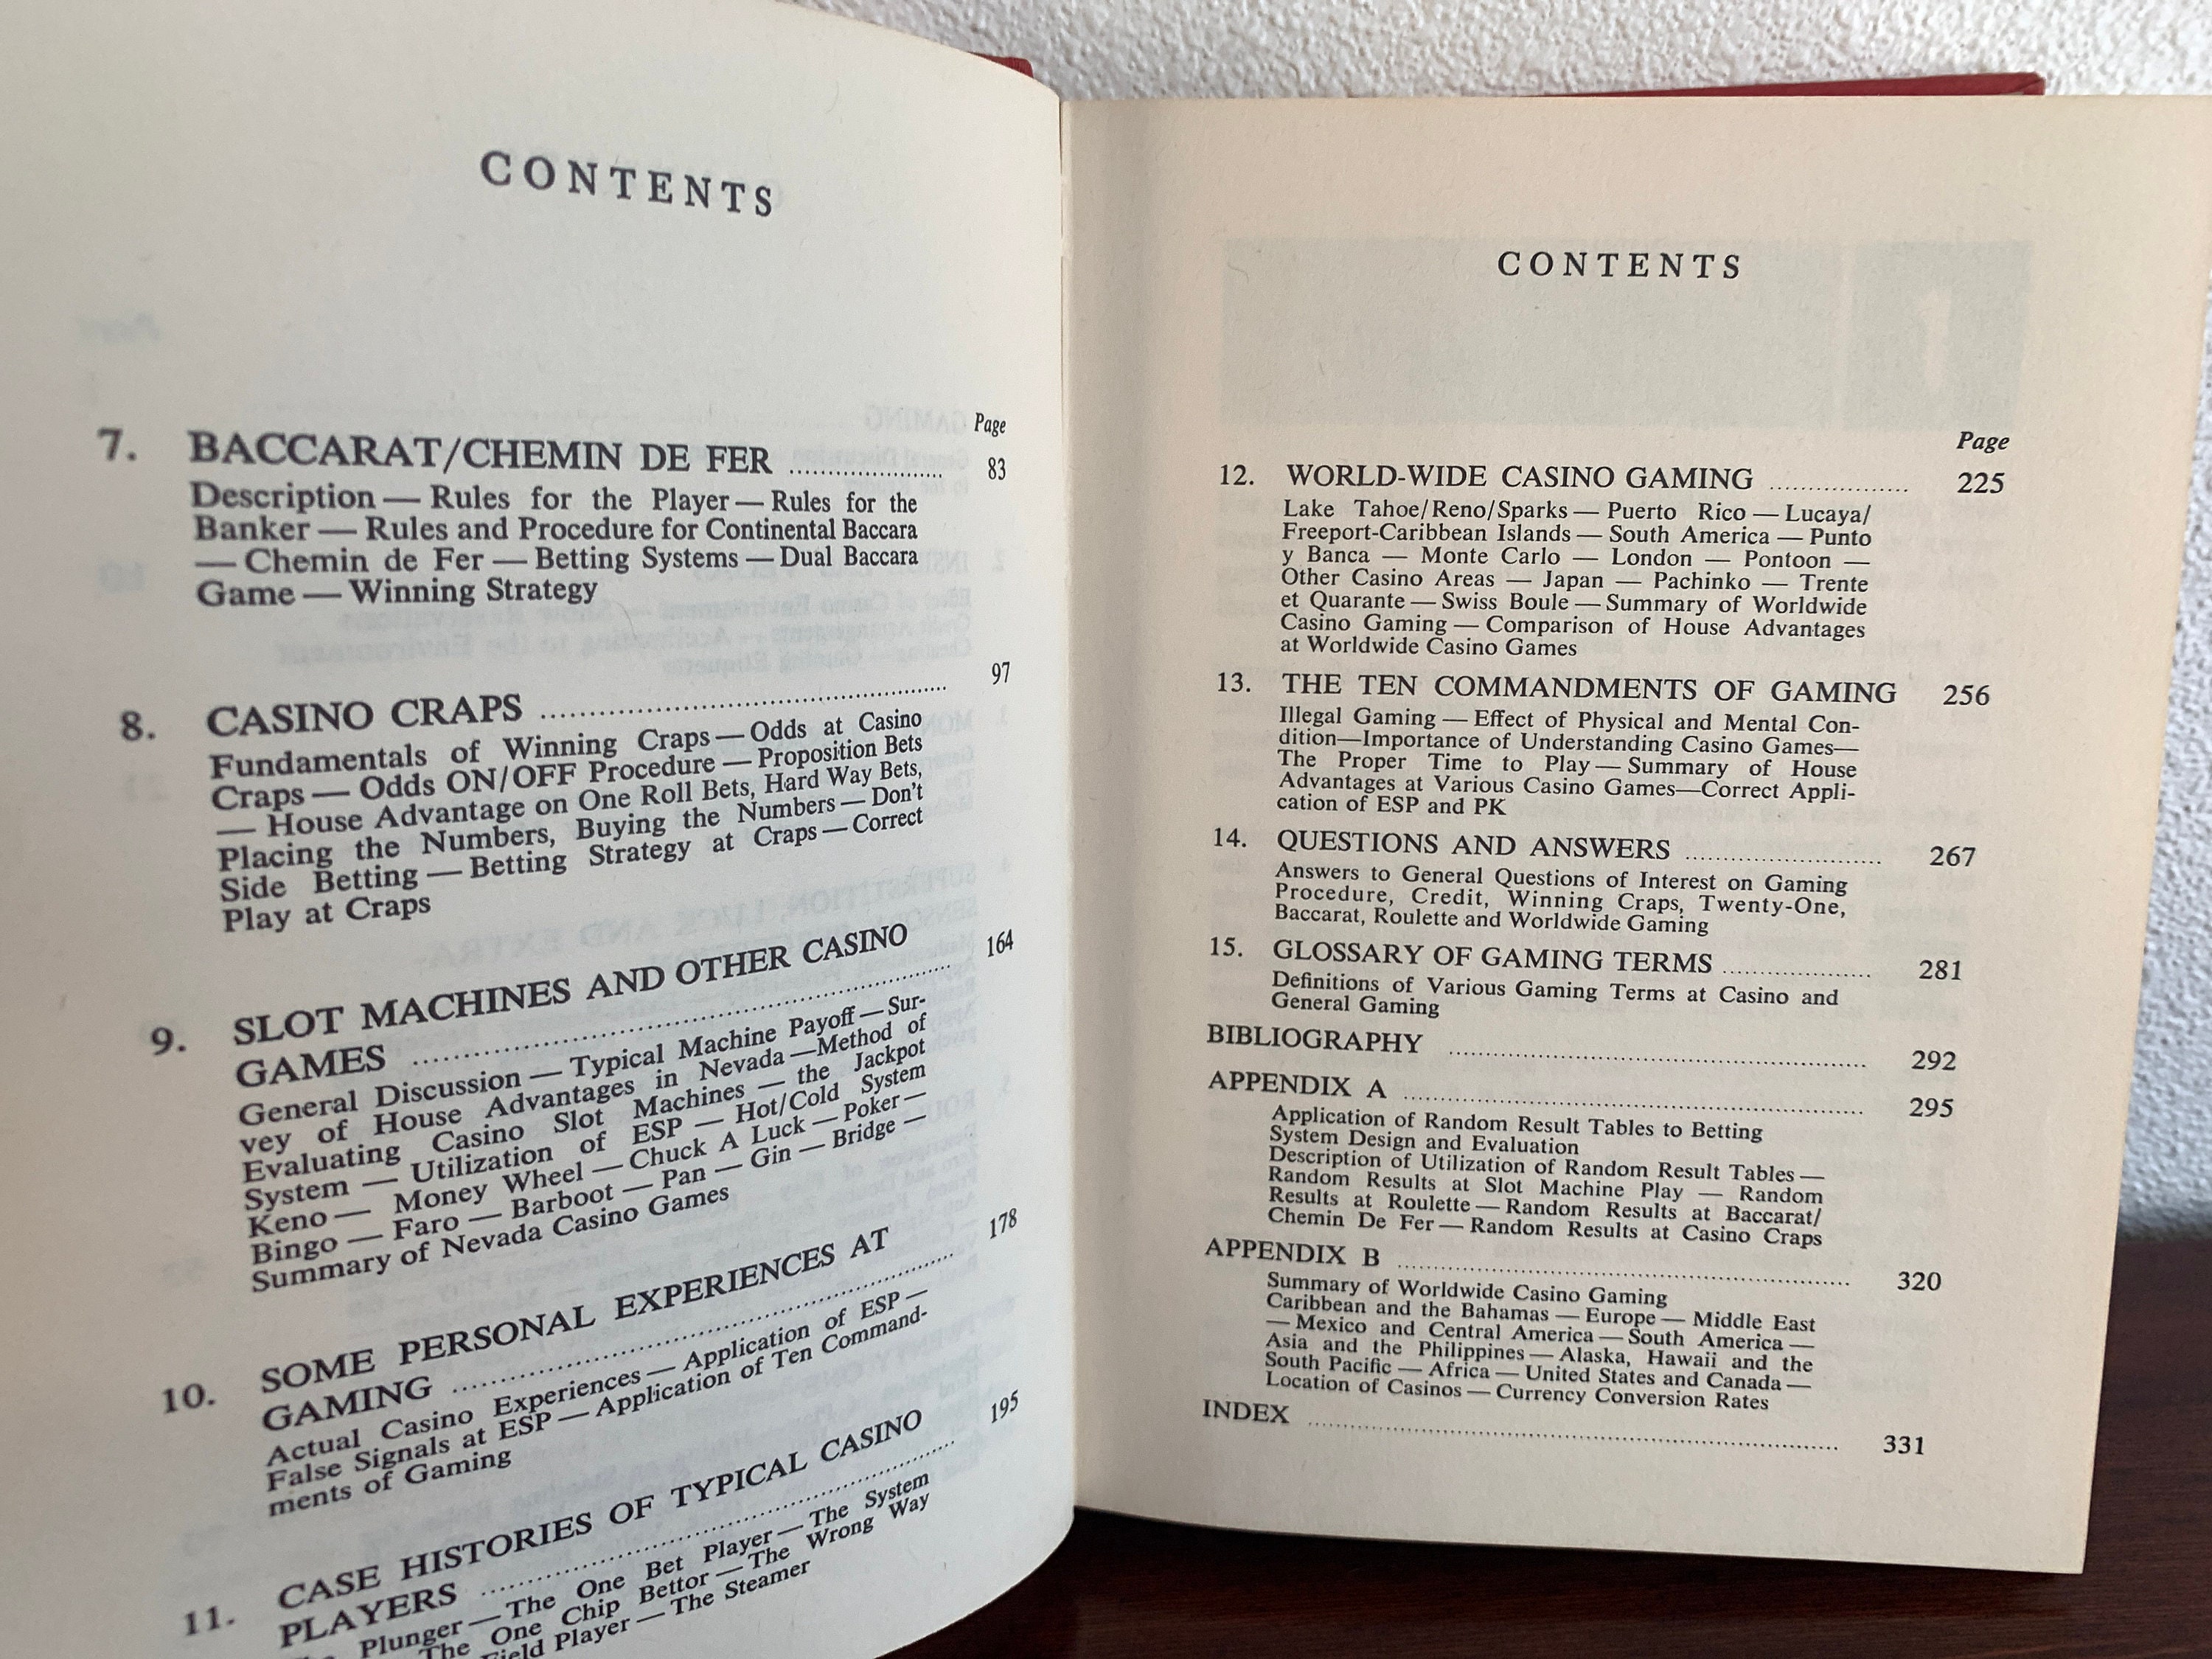 CONTENTS
Page
7. BACCARAT/CHEMIN DE FER .......................... 83
Description — Rules for the Player — Rules for the
Banker — Rules and Procedure for Continental Baccara
— Chemin de Fer — Betting Systems — Dual Baccara
Game — Winning Strategy
8. CASINO CRAPS .......................... 97
Fundamentals of Winning Craps — Odds at Casino
Craps — Odds ON/OFF Procedure — Proposition Bets
— House Advantage on One Roll Bets, Hard Way Bets,
Placing the Numbers, Buying the Numbers — Don't
Side Betting — Betting Strategy at Craps — Correct
Play at Craps
9. SLOT MACHINES AND OTHER CASINO
GAMES .......................... 164
General Discussion — Typical Machine Payoff — Sur-
vey of House Advantages in Nevada — Method of
Evaluating Casino Slot Machines — the Jackpot
System — Utilization of ESP — Hot/Cold System
Keno — Money Wheel — Chuck A Luck — Poker —
Bingo — Faro — Barboot — Pan — Gin — Bridge —
Summary of Nevada Casino Games
10. SOME PERSONAL EXPERIENCES AT
GAMING .......................... 178
Actual Casino Experiences — Application of ESP —
False Signals at ESP — Application of Ten Command-
ments of Gaming
11. CASE HISTORIES OF TYPICAL CASINO
PLAYERS .......................... 195
Plunger — The One Bet Player — The System
The One Chip Bettor — The Wrong Way
Field Player — The Steamer
CONTENTS
Page
12. WORLD-WIDE CASINO GAMING .................. 225
Lake Tahoe/Reno/Sparks — Puerto Rico — Lucaya/
Freeport-Caribbean Islands — South America — Punto
y Banca — Monte Carlo — London — Pontoon —
Other Casino Areas — Japan — Pachinko — Trente
et Quarante — Swiss Boule — Summary of Worldwide
Casino Gaming — Comparison of House Advantages
at Worldwide Casino Games
13. THE TEN COMMANDMENTS OF GAMING 256
Illegal Gaming — Effect of Physical and Mental Con-
dition—Importance of Understanding Casino Games—
The Proper Time to Play — Summary of House
Advantages at Various Casino Games—Correct Appli-
cation of ESP and PK
14. QUESTIONS AND ANSWERS .......................... 267
Answers to General Questions of Interest on Gaming
Procedure, Credit, Winning Craps, Twenty-One,
Baccarat, Roulette and Worldwide Gaming
15. GLOSSARY OF GAMING TERMS .................. 281
Definitions of Various Gaming Terms at Casino and
General Gaming
BIBLIOGRAPHY .......................... 292
APPENDIX A .......................... 295
Application of Random Result Tables to Betting
System Design and Evaluation
Description of Utilization of Random Result Tables —
Random Results at Slot Machine Play — Random
Results at Roulette — Random Results at Baccarat/
Chemin De Fer — Random Results at Casino Craps
APPENDIX B .......................... 320
Summary of Worldwide Casino Gaming
Caribbean and the Bahamas — Europe — Middle East
— Mexico and Central America — South America —
Asia and the Philippines — Alaska, Hawaii and the
South Pacific — Africa — United States and Canada —
Location of Casinos — Currency Conversion Rates
INDEX .......................... 331